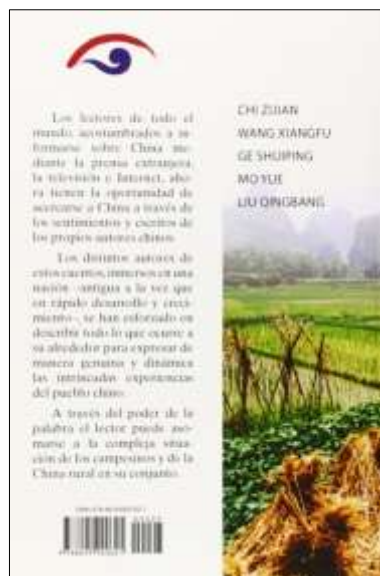 Los lectores de todo el
mundo, acostumbrados a in-
formarse sobre China me-
diante la prensa extranjera,
la televisión e Internet, aho-
ra tienen la oportunidad de
acercarse a China a través de
los sentimientos y escritos de
los propios autores chinos.
Los distintos autores de
estos cuentos, inmersos en una
nación -antigua a la vez que
en rápido desarrollo y creci-
miento-, se han esforzado en
describir todo lo que ocurre a
su alrededor para expresar de
manera genuina y dinámica
las intrincadas experiencias
del pueblo chino.
A través del poder de la
palabra el lector puede aso-
marse a la compleja situa-
ción de los campesinos y de la
China rural en su conjunto.
CHI ZIJIAN
WANG XIANGFU
GE SHUIPING
MO YUE
LIU QINGBANG